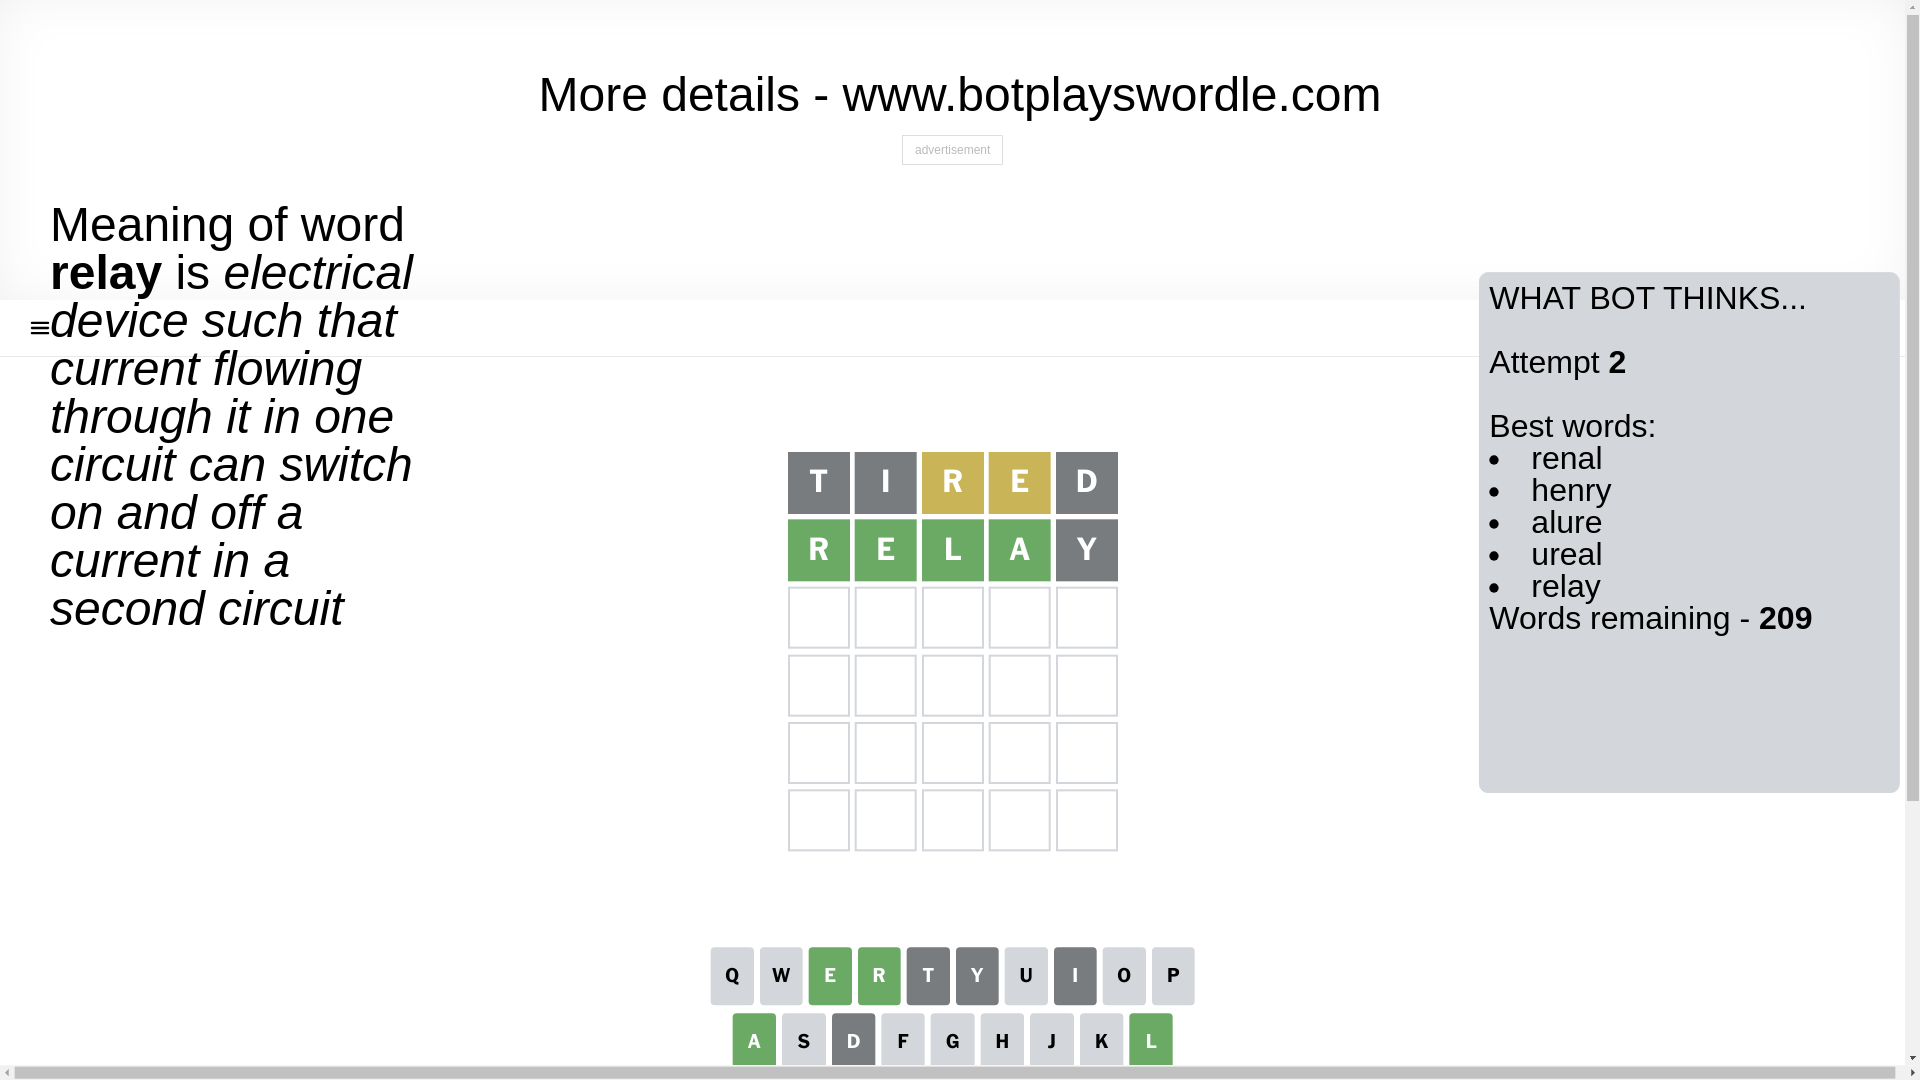 More details - www.botplayswordle.com
advertisement
Meaning of word
relay is electrical
device such that
current flowing
through it in one
circuit can switch
on and off a
current in a
second circuit
WHAT BOT THINKS...
Attempt 2
Best words:
• renal
• henry
• alure
• ureal
• relay
Words remaining - 209
T I R E D
R E L A Y
Q W E R T Y U I O P
A S D F G H J K L